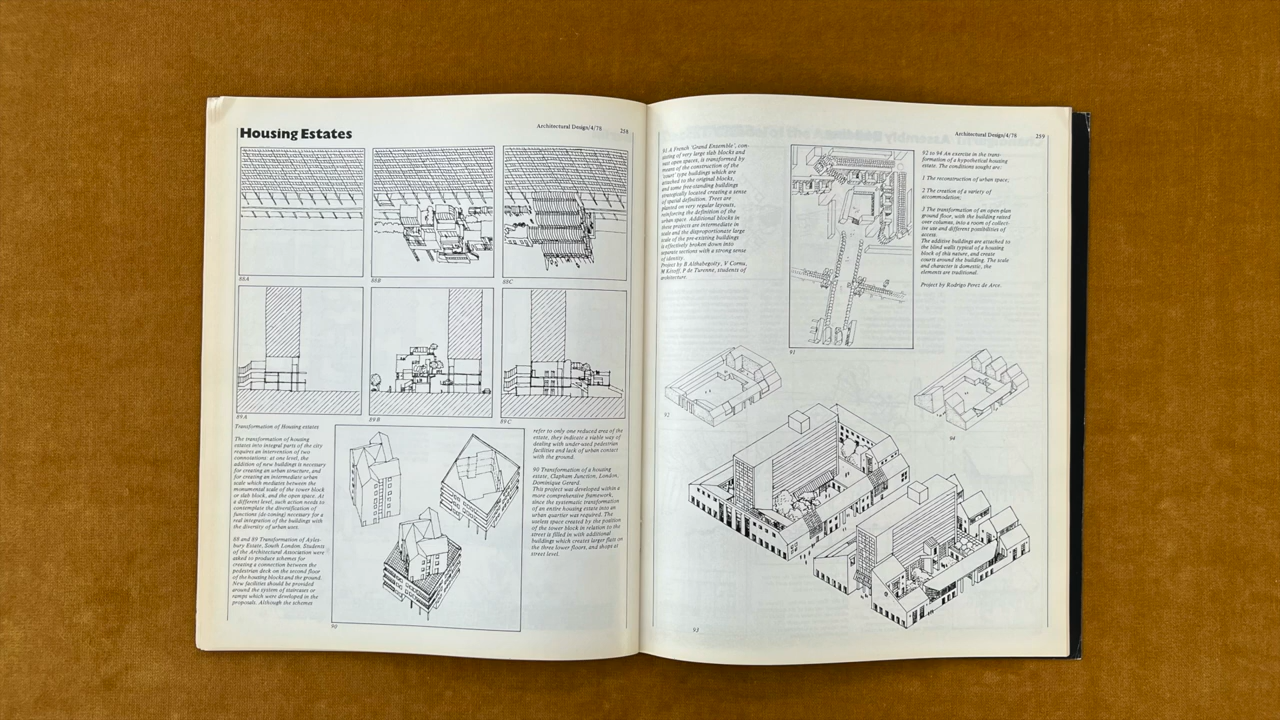 Housing Estates
Architectural Design/4/78 258
88A
88B
88C
89A
89B
89C
Transformation of Housing estates
The transformation of housing
estates into integral parts of the city
requires an intervention of two
connotations: at one level, the
addition of new buildings is necessary
for creating an urban structure, and
for creating an intermediate urban
scale which mediates between the
monumental scale of the tower block
or slab block, and the open space. At
a different level, such action needs to
contemplate the diversification of
functions (de-zoning) necessary for a
real integration of the buildings with
the diversity of urban uses.
88 and 89 Transformation of Ayles-
bury Estate, South London. Students
of the Architectural Association were
asked to produce schemes for
creating a connection between the
pedestrian deck on the second floor
of the housing blocks and the ground.
New facilities should be provided
around the system of staircases or
ramps which were developed in the
proposals. Although the schemes
90
refer to only one reduced area of the
estate, they indicate a viable way of
dealing with under-used pedestrian
facilities and lack of urban contact
with the ground.
90 Transformation of a housing
estate, Clapham Junction, London,
Dominique Gerard.
This project was developed within a
more comprehensive framework,
since the systematic transformation
of an entire housing estate into an
urban quartier was required. The
useless space created by the position
of the tower block in relation to the
street is filled in with additional
buildings which creates larger flats on
the three lower floors, and shops at
street level.
Architectural Design/4/78 259
91 A French 'Grand Ensemble', con-
sisting of very large slab blocks and
vast open spaces, is transformed by
means of the construction of the
'town' type buildings which are
attached to the original blocks,
and some free-standing buildings
strategically located creating a sense
of spatial definition. Trees are
planted on very regular layouts,
reinforcing the definition of the
urban space. Additional blocks in
these projects are intermediate in
scale and the disproportionate large
scale of the pre-existing buildings
is effectively broken down into
separate sections with a strong sense
of identity.
Project by B Althabegoity, V Cornu,
M Kitoff, P de Turenne, students of
architecture.
91
92 to 94 An exercise in the trans-
formation of a hypothetical housing
estate. The conditions sought are:
1 The reconstruction of urban space;
2 The creation of a variety of
accommodation;
3 The transformation of an open-plan
ground floor, with the building raised
over columns, into a room of collect-
ive use and different possibilities of
access.
The additive buildings are attached to
the blind walls typical of a housing
block of this nature, and create
courts around the building. The scale
and character is domestic, the
elements are traditional.
Project by Rodrigo Perez de Arce.
92
94
93